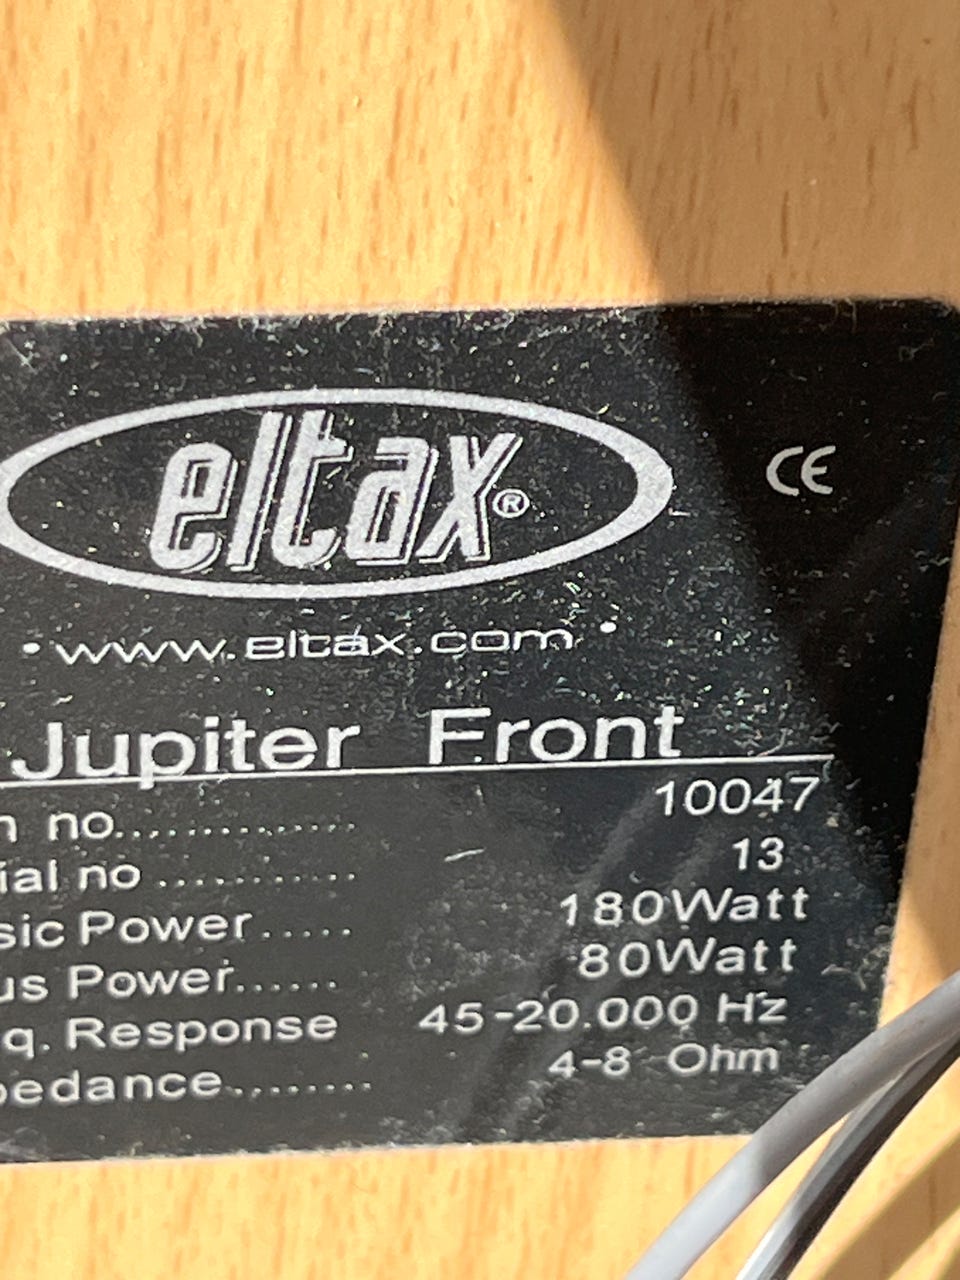 eltax®
CE
• www.eltax.com •
Jupiter Front
m no.............. 10047
ial no ............ 13
sic Power ..... 180Watt
us Power....... 80Watt
q. Response 45-20.000 Hz
pedance......... 4-8 Ohm